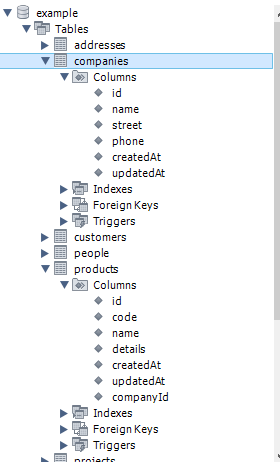 example
Tables
addresses
companies
Columns
id
name
street
phone
createdAt
updatedAt
Indexes
Foreign Keys
Triggers
customers
people
products
Columns
id
code
name
details
createdAt
updatedAt
companyId
Indexes
Foreign Keys
Triggers
projects